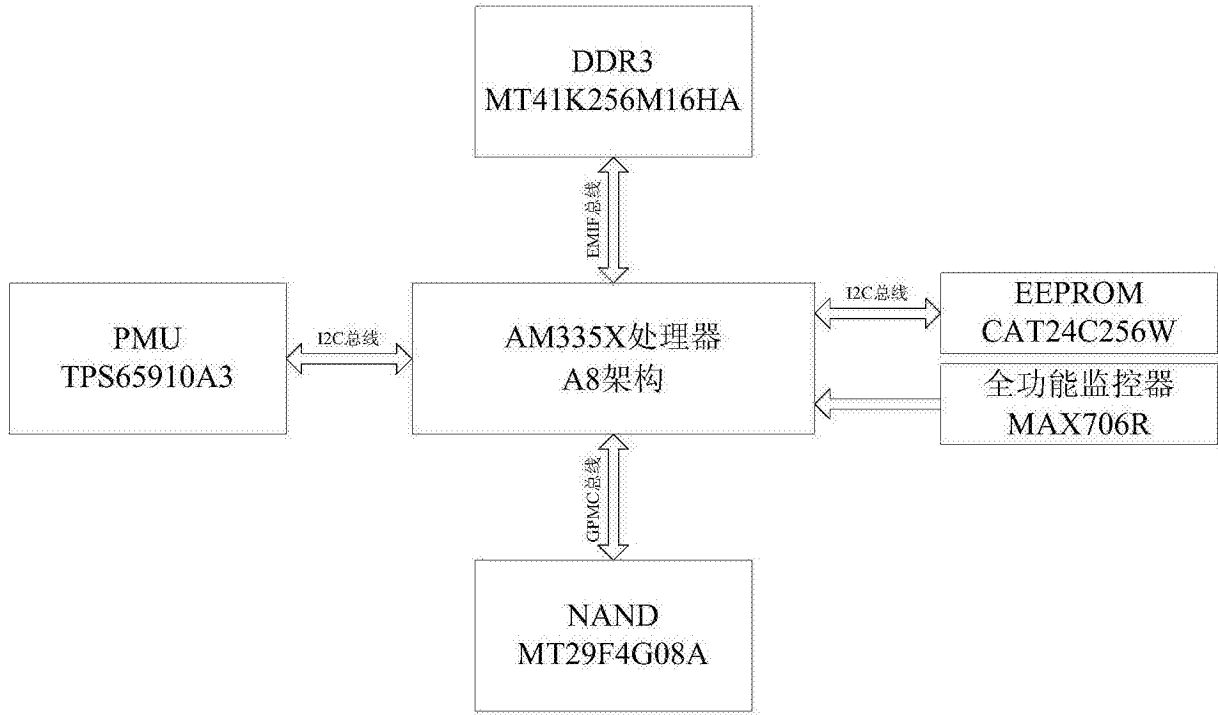 DDR3
MT41K256M16HA
EMIF总线
PMU
TPS65910A3
I2C总线
AM335X处理器
A8架构
I2C总线
EEPROM
CAT24C256W
全功能监控器
MAX706R
GPMC总线
NAND
MT29F4G08A